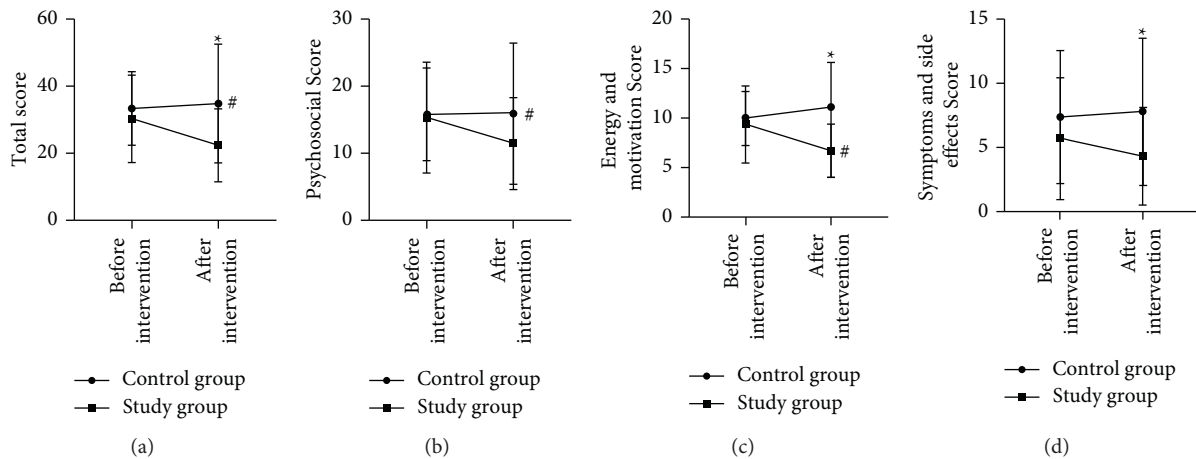 Total score
60
40
20
0
*
#
Before
intervention
After
intervention
Control group
Study group
(a)
Psychosocial Score
30
20
10
0
#
Before
intervention
After
intervention
Control group
Study group
(b)
Energy and
motivation Score
20
15
10
5
0
*
#
Before
intervention
After
intervention
Control group
Study group
(c)
Symptoms and side
effects Score
15
10
5
0
*
Before
intervention
After
intervention
Control group
Study group
(d)